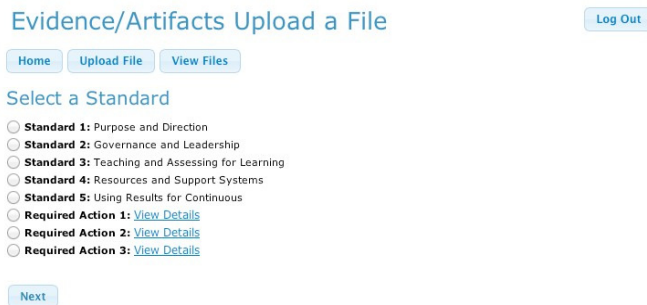 Evidence/Artifacts Upload a File
Log Out
Home Upload File View Files
Select a Standard
Standard 1: Purpose and Direction
Standard 2: Governance and Leadership
Standard 3: Teaching and Assessing for Learning
Standard 4: Resources and Support Systems
Standard 5: Using Results for Continuous
Required Action 1: View Details
Required Action 2: View Details
Required Action 3: View Details
Next